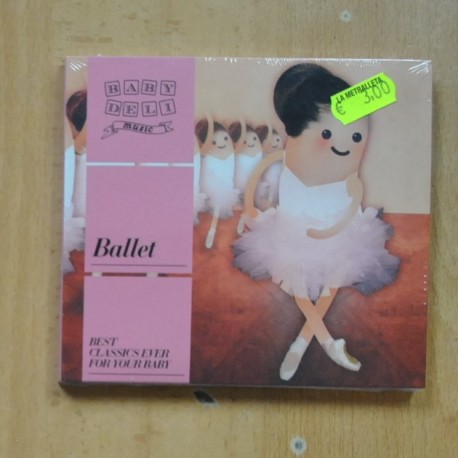 BABY
DELI
music
Ballet
BEST
CLASSICS EVER
FOR YOUR BABY
LA METRALLETA
€ 3,00